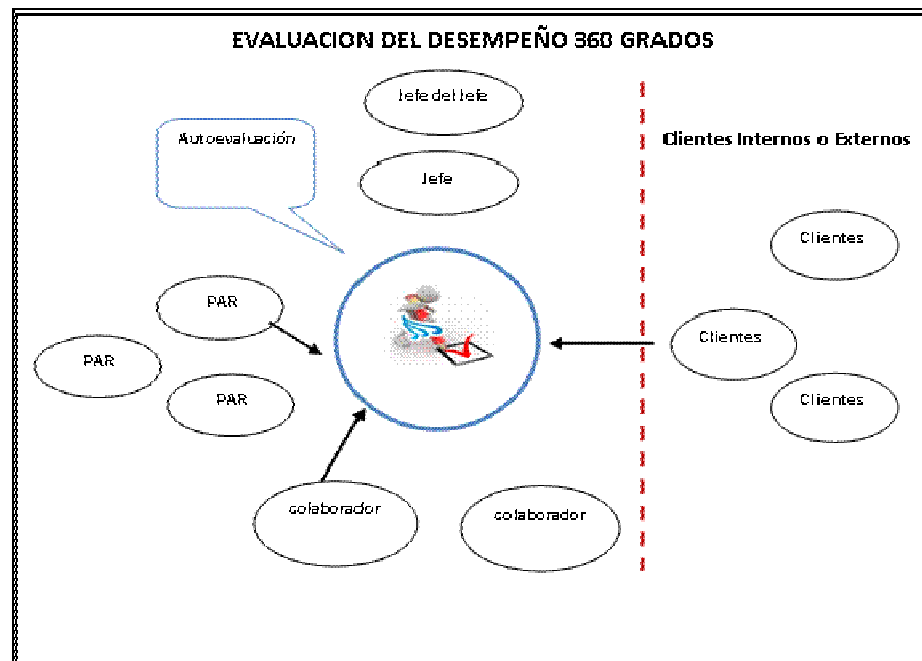 EVALUACION DEL DESEMPEÑO 360 GRADOS
Jefe del Jefe
Autoevaluación
Clientes Internos o Externos
Jefe
Clientes
PAR
Clientes
PAR
PAR
Clientes
colaborador
colaborador